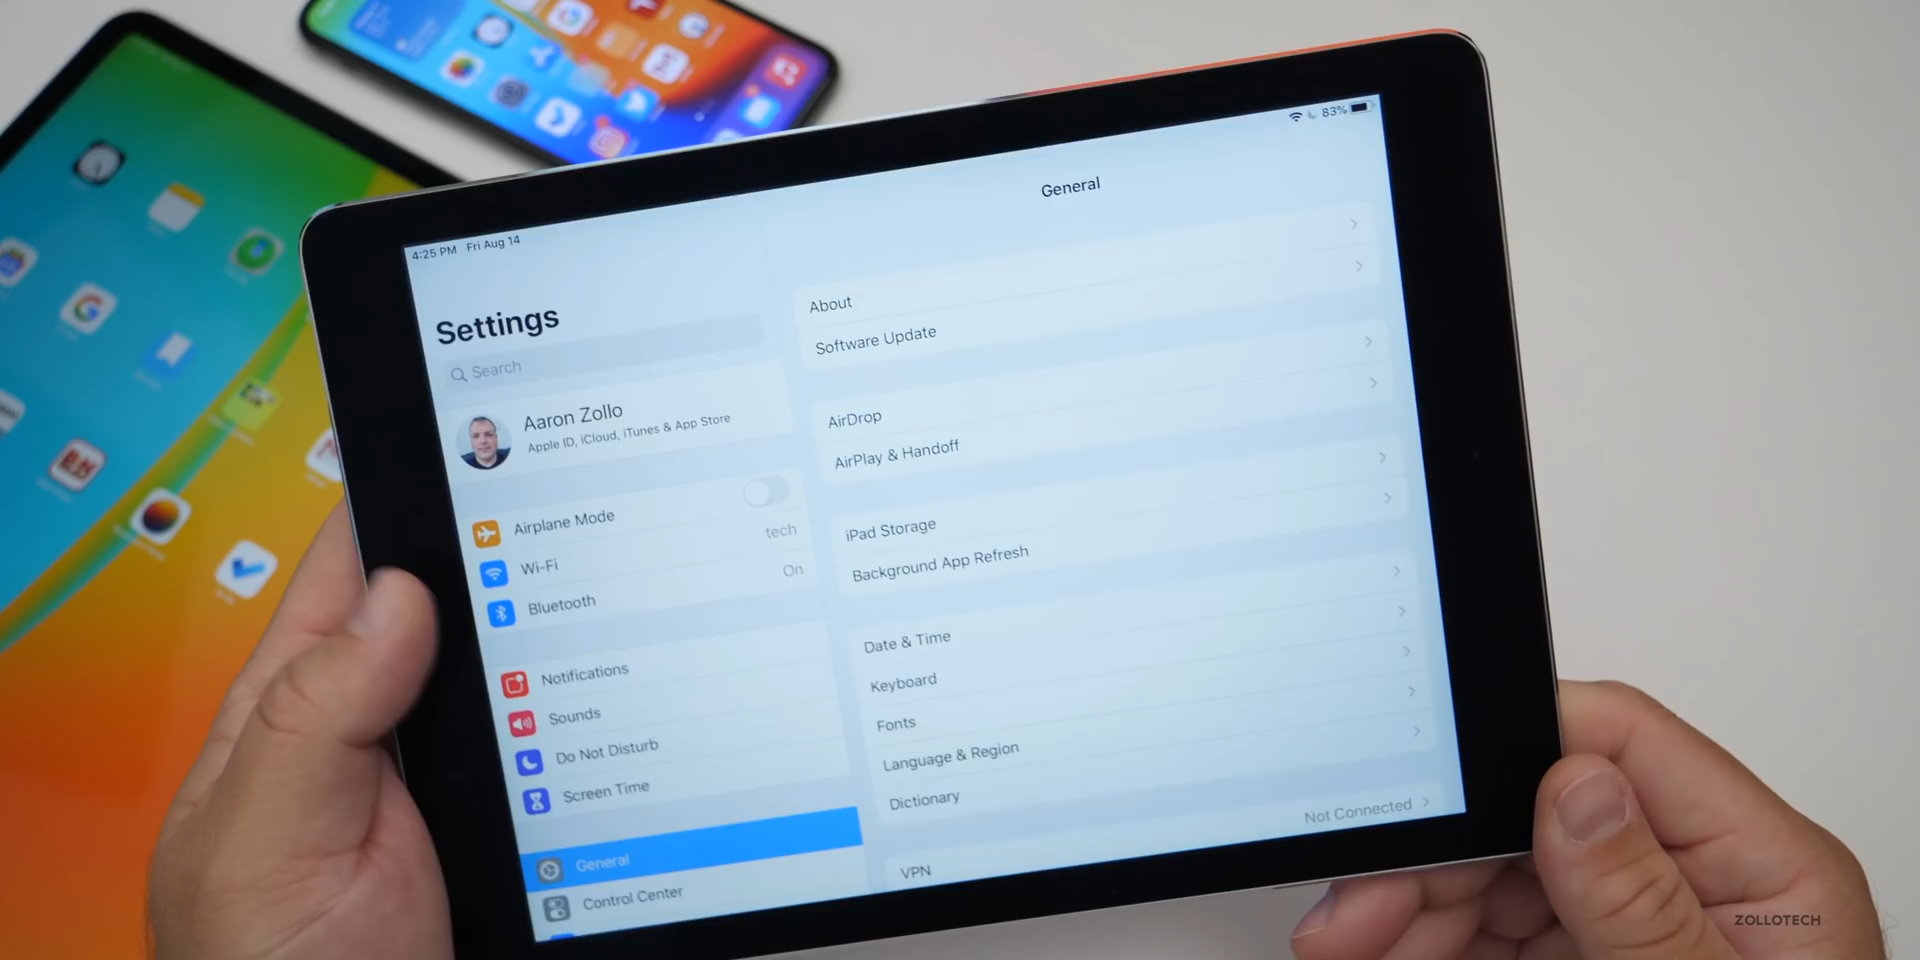 4:25 PM Fri Aug 14
83%
Settings
Search
Aaron Zollo
Apple ID, iCloud, iTunes & App Store
Airplane Mode
Wi-Fi tech
Bluetooth On
Notifications
Sounds
Do Not Disturb
Screen Time
General
Control Center
General
About
Software Update
AirDrop
AirPlay & Handoff
iPad Storage
Background App Refresh
Date & Time
Keyboard
Fonts
Language & Region
Dictionary
VPN Not Connected
ZOLLOTECH